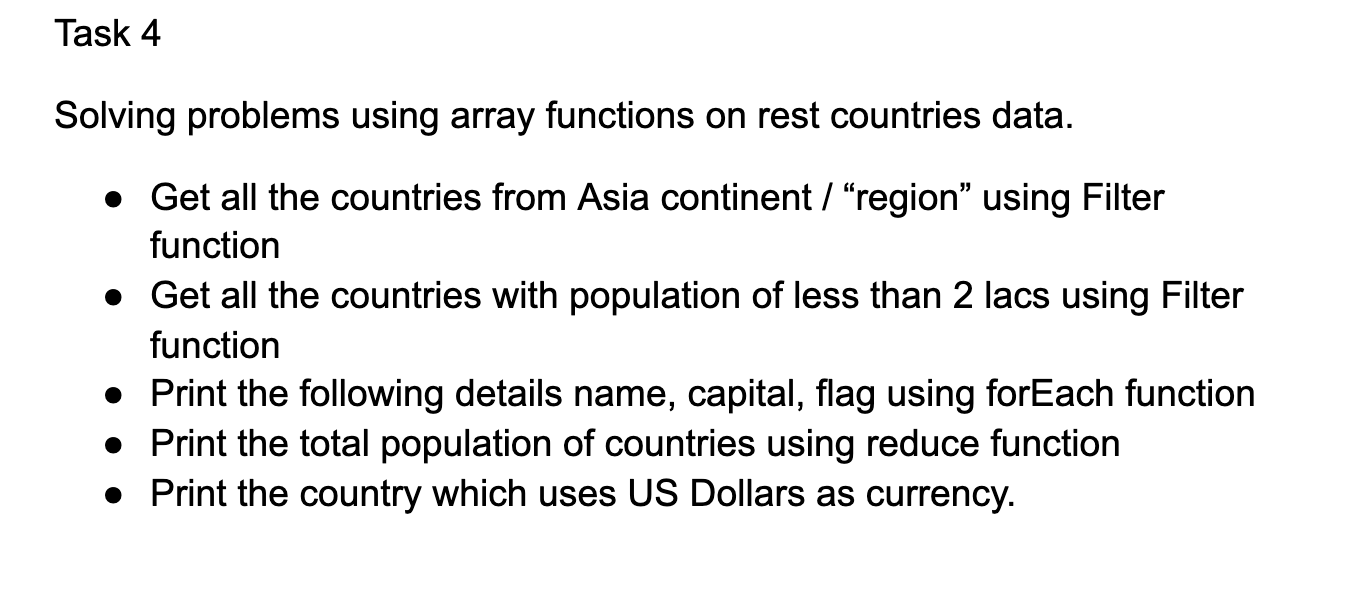 Task 4
Solving problems using array functions on rest countries data.
● Get all the countries from Asia continent / “region” using Filter
function
● Get all the countries with population of less than 2 lacs using Filter
function
● Print the following details name, capital, flag using forEach function
● Print the total population of countries using reduce function
● Print the country which uses US Dollars as currency.